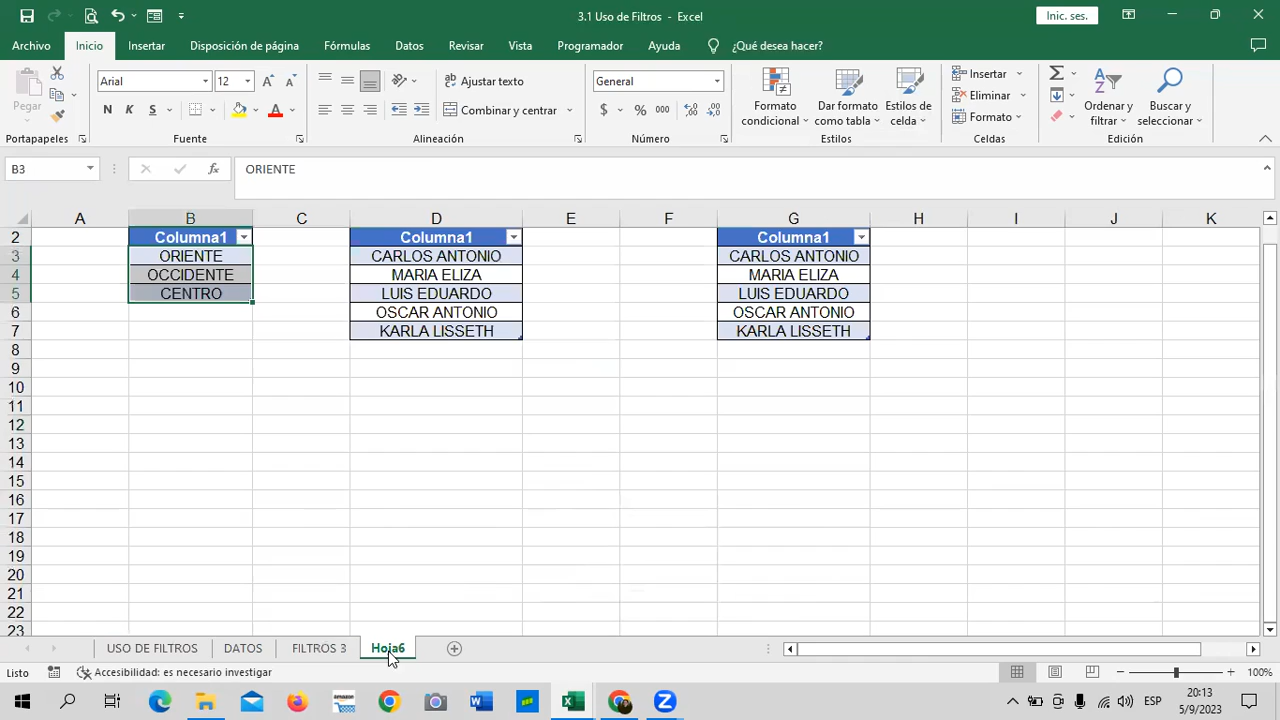 3.1 Uso de Filtros - Excel
Inic. ses.
Archivo Inicio Insertar Disposición de página Fórmulas Datos Revisar Vista Programador Ayuda ¿Qué desea hacer?
Pegar
Arial 12
Ajustar texto
General
Formato condicional
Dar formato como tabla
Estilos de celda
Insertar
Eliminar
Formato
Ordenar y filtrar
Buscar y seleccionar
N K S
Combinar y centrar
$ % 000
Portapapeles Fuente Alineación Número Estilos Celdas Edición
B3 fx ORIENTE
A B C D E F G H I J K
2 Columna1 Columna1 Columna1
3 ORIENTE CARLOS ANTONIO CARLOS ANTONIO
4 OCCIDENTE MARIA ELIZA MARIA ELIZA
5 CENTRO LUIS EDUARDO LUIS EDUARDO
6 OSCAR ANTONIO OSCAR ANTONIO
7 KARLA LISSETH KARLA LISSETH
8
9
10
11
12
13
14
15
16
17
18
19
20
21
22
23
USO DE FILTROS DATOS FILTROS 3 Hoja6
Listo Accesibilidad: es necesario investigar 100%
ESP
20:13
5/9/2023